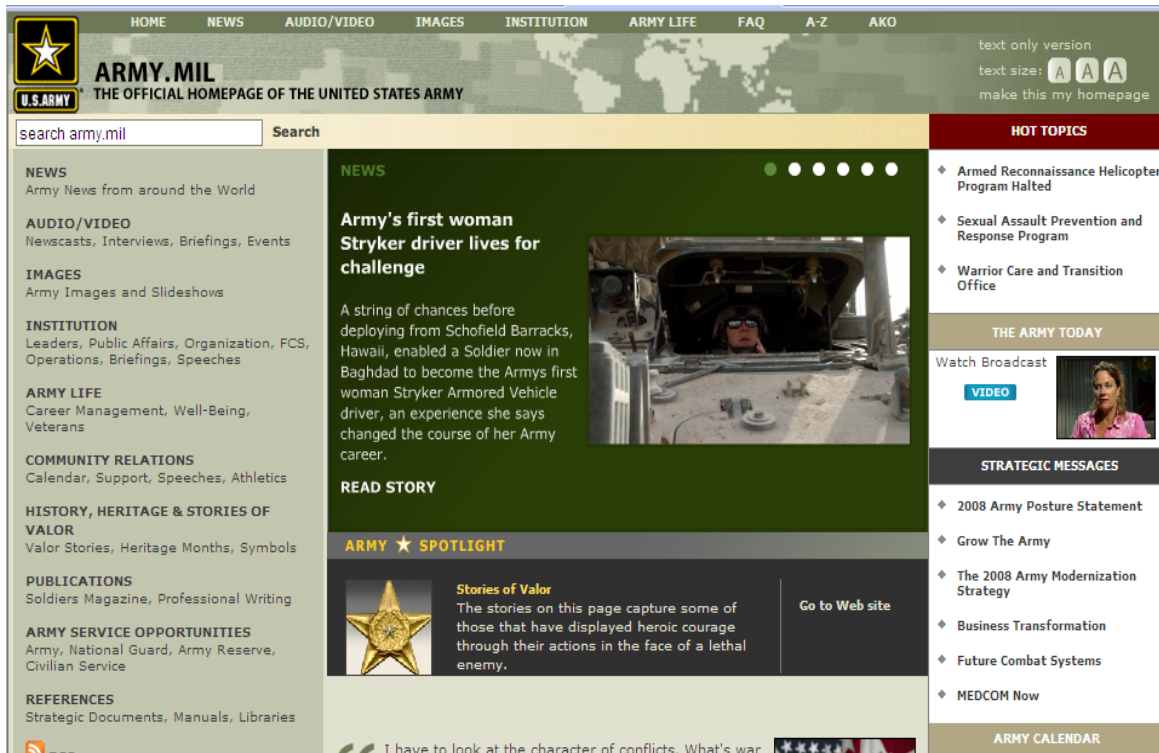 HOME NEWS AUDIO/VIDEO IMAGES INSTITUTION ARMY LIFE FAQ A-Z AKO
U.S.ARMY
ARMY.MIL
THE OFFICIAL HOMEPAGE OF THE UNITED STATES ARMY
text only version
text size: A A A
make this my homepage
search army.mil
Search
NEWS
Army News from around the World
AUDIO/VIDEO
Newscasts, Interviews, Briefings, Events
IMAGES
Army Images and Slideshows
INSTITUTION
Leaders, Public Affairs, Organization, FCS,
Operations, Briefings, Speeches
ARMY LIFE
Career Management, Well-Being,
Veterans
COMMUNITY RELATIONS
Calendar, Support, Speeches, Athletics
HISTORY, HERITAGE & STORIES OF
VALOR
Valor Stories, Heritage Months, Symbols
PUBLICATIONS
Soldiers Magazine, Professional Writing
ARMY SERVICE OPPORTUNITIES
Army, National Guard, Army Reserve,
Civilian Service
REFERENCES
Strategic Documents, Manuals, Libraries
NEWS
Army's first woman
Stryker driver lives for
challenge
A string of chances before
deploying from Schofield Barracks,
Hawaii, enabled a Soldier now in
Baghdad to become the Armys first
woman Stryker Armored Vehicle
driver, an experience she says
changed the course of her Army
career.
READ STORY
ARMY SPOTLIGHT
Stories of Valor
The stories on this page capture some of
those that have displayed heroic courage
through their actions in the face of a lethal
enemy.
Go to Web site
I have to look at the character of conflicts. What's war
HOT TOPICS
Armed Reconnaissance Helicopter
Program Halted
Sexual Assault Prevention and
Response Program
Warrior Care and Transition
Office
THE ARMY TODAY
Watch Broadcast
VIDEO
STRATEGIC MESSAGES
2008 Army Posture Statement
Grow The Army
The 2008 Army Modernization
Strategy
Business Transformation
Future Combat Systems
MEDCOM Now
ARMY CALENDAR